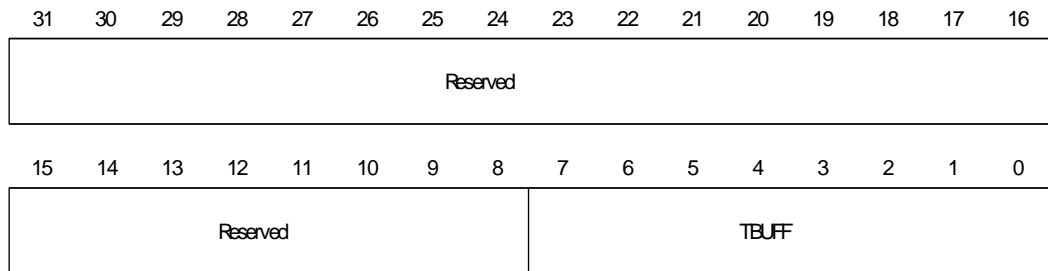 31 30 29 28 27 26 25 24 23 22 21 20 19 18 17 16
Reserved
15 14 13 12 11 10 9 8 7 6 5 4 3 2 1 0
Reserved TBUFF